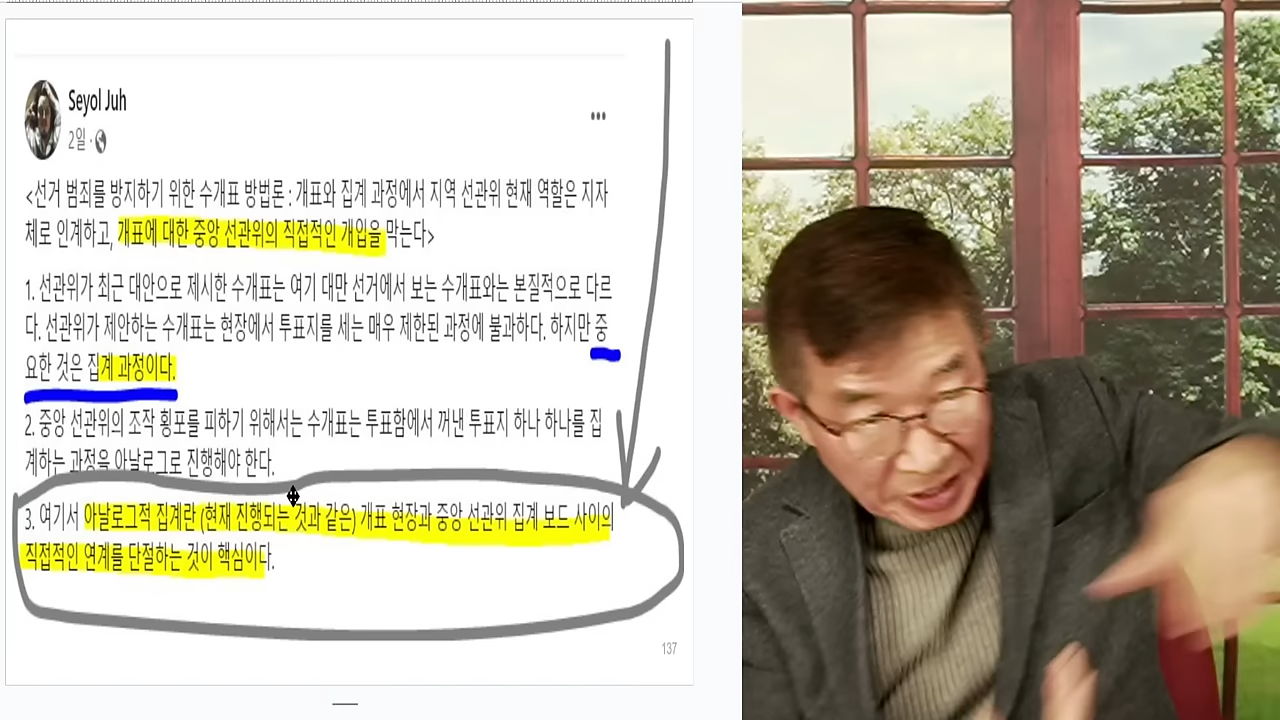 Seyol Juh
2일 ·
<선거 범죄를 방지하기 위한 수개표 방법론 : 개표와 집계 과정에서 지역 선관위 현재 역할은 지자
체로 인계하고, 개표에 대한 중앙 선관위의 직접적인 개입을 막는다>
1. 선관위가 최근 대안으로 제시한 수개표는 여기 대만 선거에서 보는 수개표와는 본질적으로 다르
다. 선관위가 제안하는 수개표는 현장에서 투표지를 세는 매우 제한된 과정에 불과하다. 하지만 중
요한 것은 집계 과정이다.
2. 중앙 선관위의 조작 횡포를 피하기 위해서는 수개표는 투표함에서 꺼낸 투표지 하나 하나를 집
계하는 과정을 아날로그로 진행해야 한다.
3. 여기서 아날로그적 집계란 (현재 진행되는 것과 같은) 개표 현장과 중앙 선관위 집계 보드 사이의
직접적인 연계를 단절하는 것이 핵심이다.
137